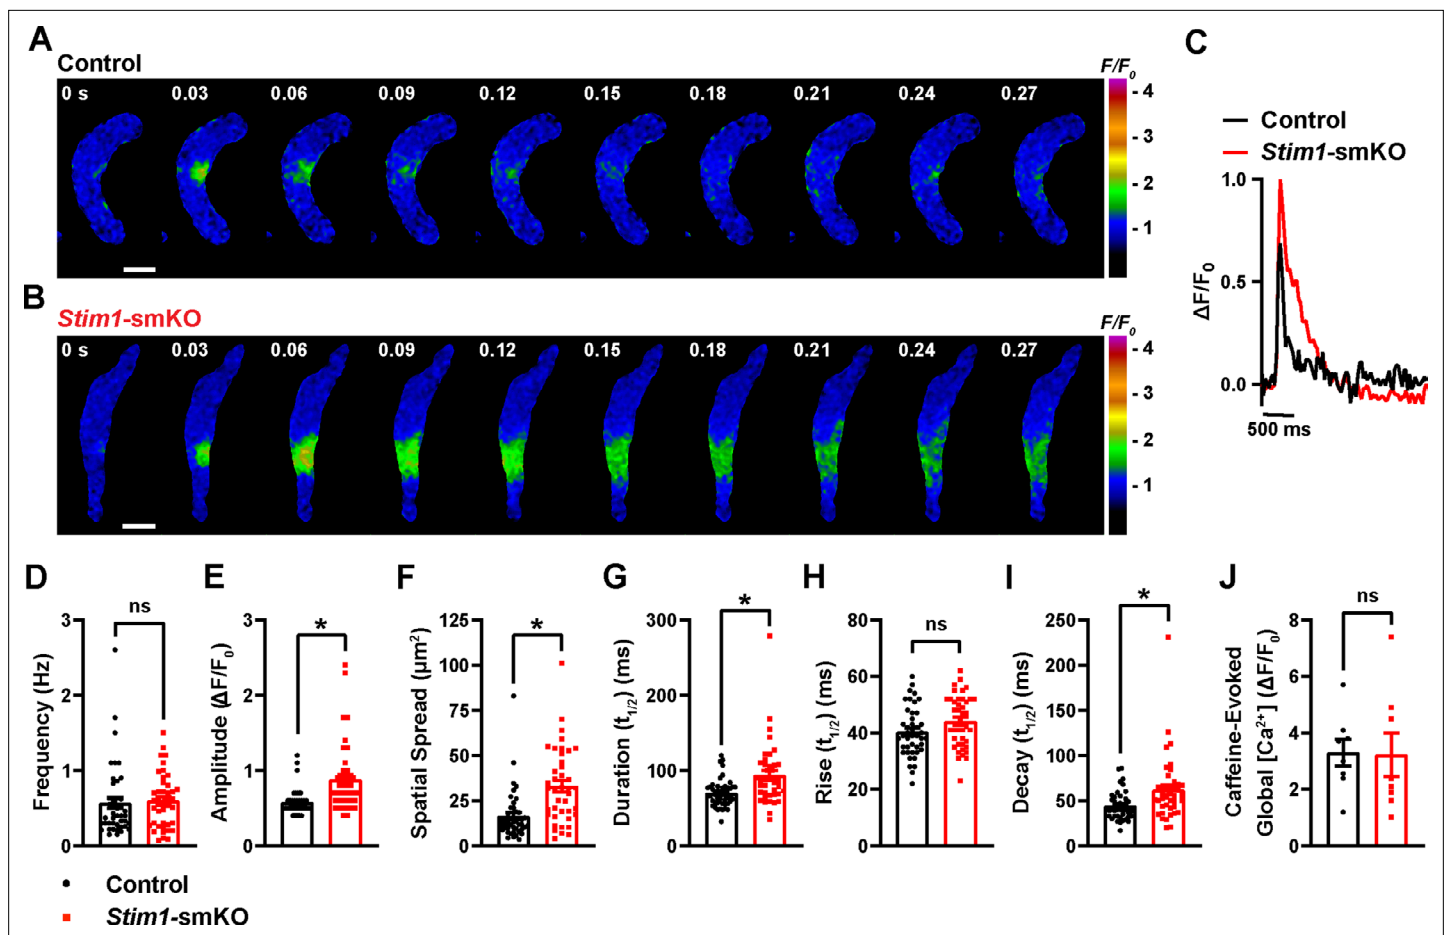 A
Control
F/F0
0 s 0.03 0.06 0.09 0.12 0.15 0.18 0.21 0.24 0.27
- 4
- 3
- 2
- 1
B
Stim1-smKO
F/F0
0 s 0.03 0.06 0.09 0.12 0.15 0.18 0.21 0.24 0.27
- 4
- 3
- 2
- 1
C
Control
Stim1-smKO
1.0
0.5
0.0
ΔF/F0
500 ms
D
ns
3
2
1
0
Frequency (Hz)
E
*
3
2
1
0
Amplitude (ΔF/F0)
F
*
125
100
75
50
25
0
Spatial Spread (µm²)
G
*
300
200
100
0
Duration (t1/2) (ms)
H
ns
80
60
40
20
0
Rise (t1/2) (ms)
I
*
250
200
150
100
50
0
Decay (t1/2) (ms)
J
ns
8
6
4
2
0
Caffeine-Evoked
Global [Ca²⁺] (ΔF/F0)
Control
Stim1-smKO